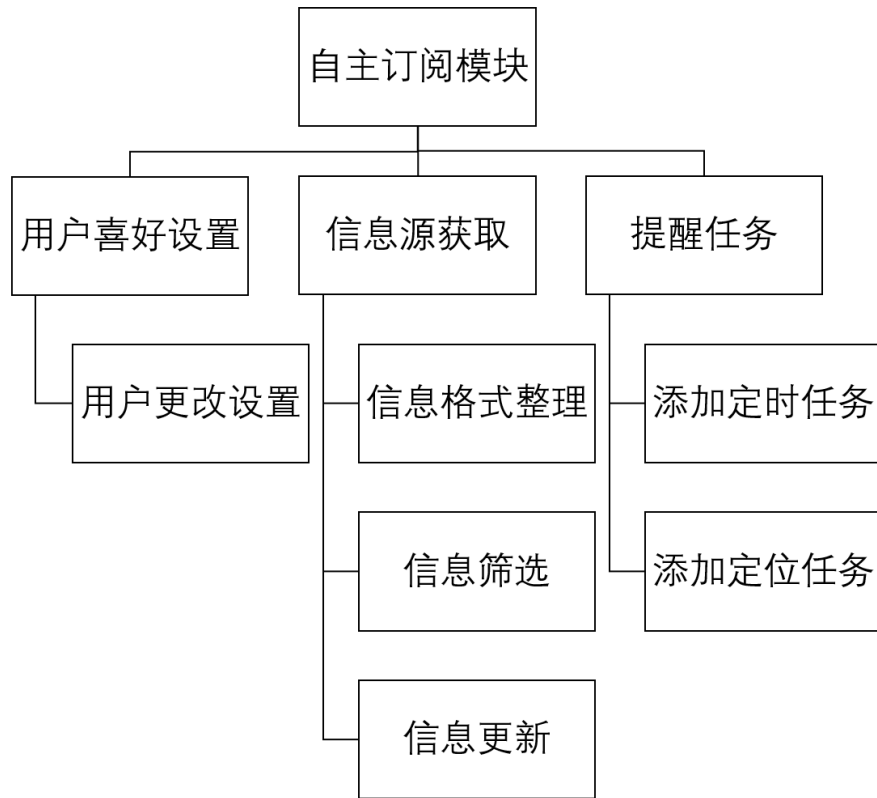 自主订阅模块
用户喜好设置
信息源获取
提醒任务
用户更改设置
信息格式整理
添加定时任务
信息筛选
添加定位任务
信息更新